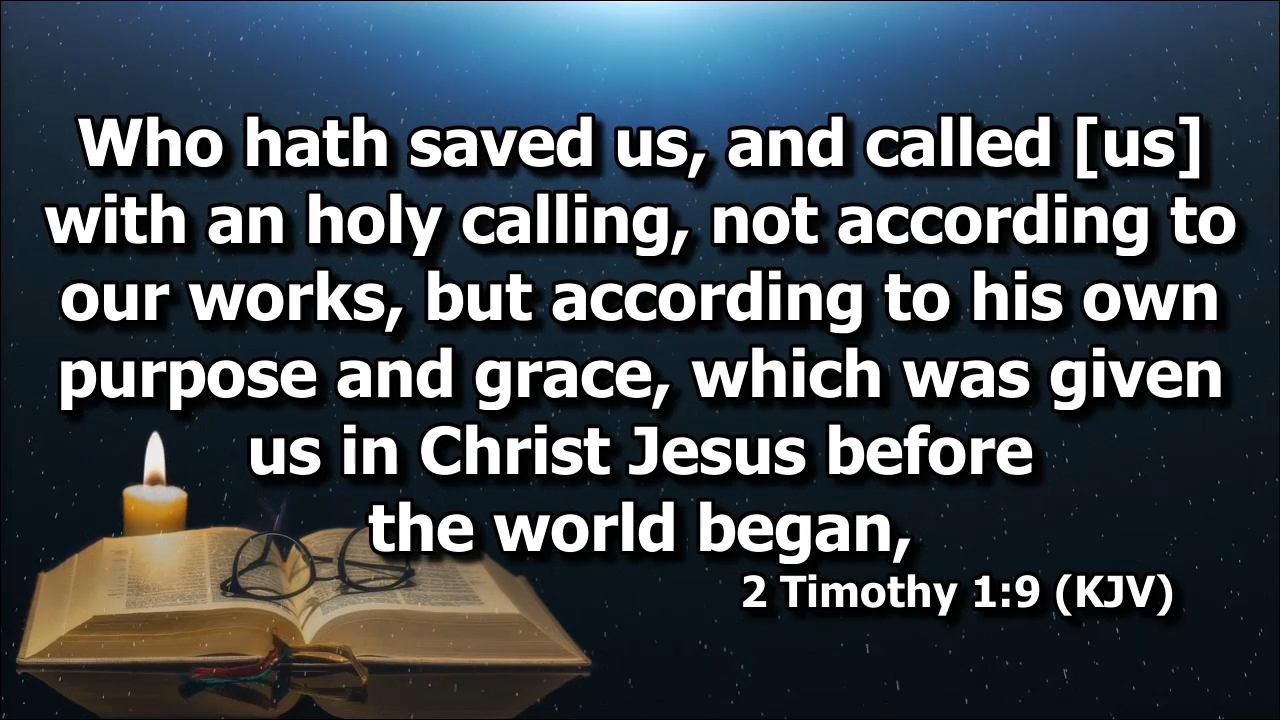 Who hath saved us, and called [us]
with an holy calling, not according to
our works, but according to his own
purpose and grace, which was given
us in Christ Jesus before
the world began,
2 Timothy 1:9 (KJV)